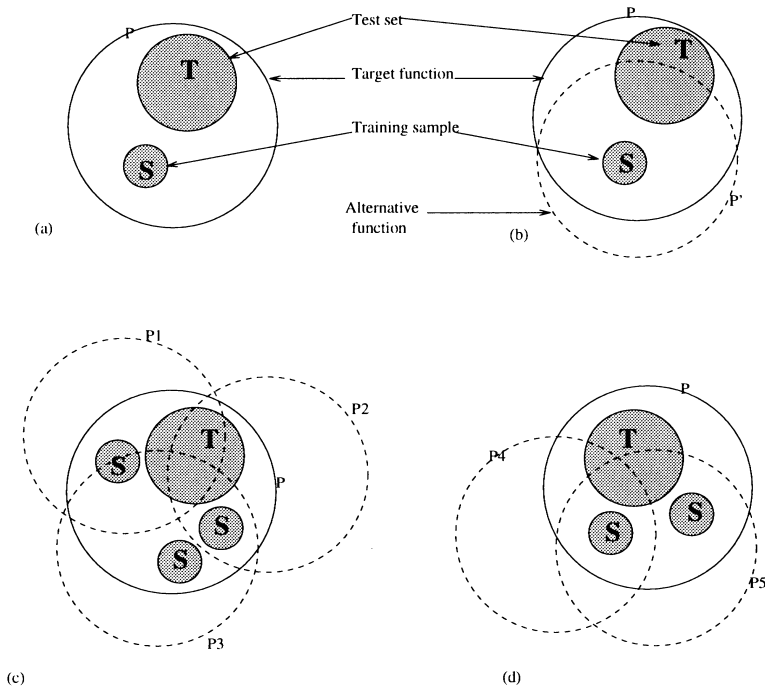 P
Test set
T
Target function
Training sample
S
(a)
P
T
S
Alternative
function
P'
(b)
P1
P2
T
S
P
S
S
P3
(c)
P
T
P4
S
S
P5
(d)